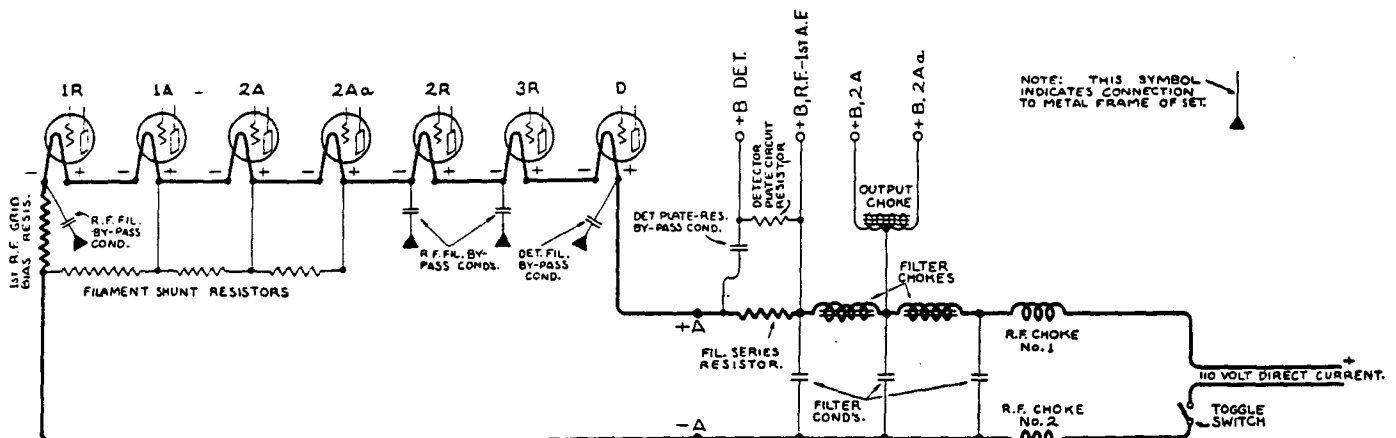 1R
1A -
2A
2Aa
2R
3R
D
+B DET.
+B,R.F.-1ST A.E
+B, 2A
+B, 2Aa
NOTE: THIS SYMBOL
INDICATES CONNECTION
TO METAL FRAME OF SET.
- +
- +
- +
- +
- +
- +
- +
1ST R.F. GRID
BIAS RESIS.
R.F. FIL.
BY-PASS
COND.
R.F. FIL. BY-
PASS COND'S.
DET. FIL.
BY-PASS
COND.
DET PLATE-RES.
BY-PASS COND.
DETECTOR
PLATE CIRCUIT
RESISTOR
OUTPUT
CHOKE
FILTER
CHOKES
FILAMENT SHUNT RESISTORS
+A
FIL. SERIES
RESISTOR.
R.F. CHOKE
No.1
+
110 VOLT DIRECT CURRENT.
FILTER
COND'S.
R.F. CHOKE
No.2
TOGGLE
SWITCH
-A